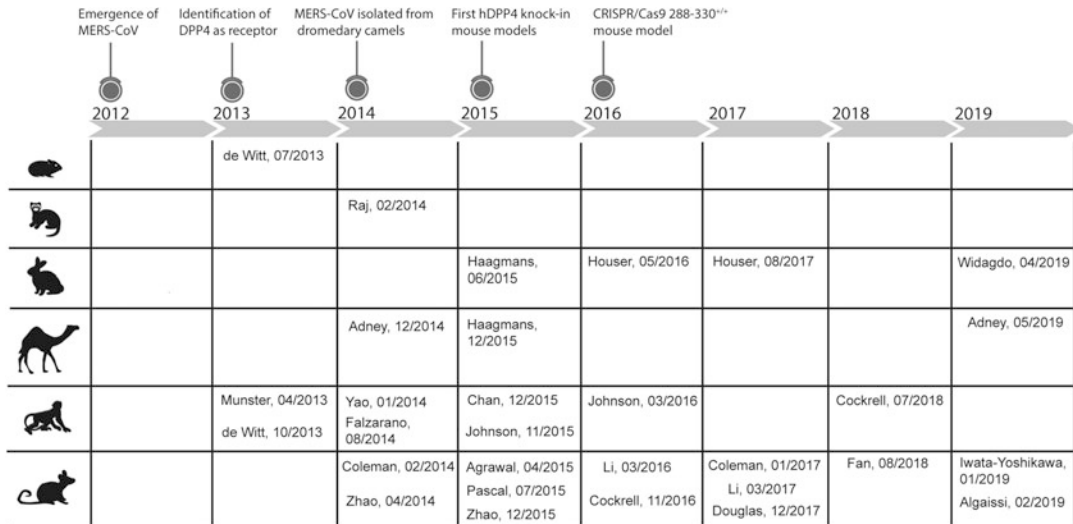 Emergence of
MERS-CoV
Identification of
DPP4 as receptor
MERS-CoV isolated from
dromedary camels
First hDPP4 knock-in
mouse models
CRISPR/Cas9 288-330+/+
mouse model
2012 2013 2014 2015 2016 2017 2018 2019
de Witt, 07/2013
Raj, 02/2014
Haagmans,
06/2015
Houser, 05/2016
Houser, 08/2017
Widagdo, 04/2019
Adney, 12/2014
Haagmans,
12/2015
Adney, 05/2019
Munster, 04/2013
de Witt, 10/2013
Yao, 01/2014
Falzarano,
08/2014
Chan, 12/2015
Johnson, 11/2015
Johnson, 03/2016
Cockrell, 07/2018
Coleman, 02/2014
Zhao, 04/2014
Agrawal, 04/2015
Pascal, 07/2015
Zhao, 12/2015
Li, 03/2016
Cockrell, 11/2016
Coleman, 01/2017
Li, 03/2017
Douglas, 12/2017
Fan, 08/2018
Iwata-Yoshikawa,
01/2019
Algaissi, 02/2019